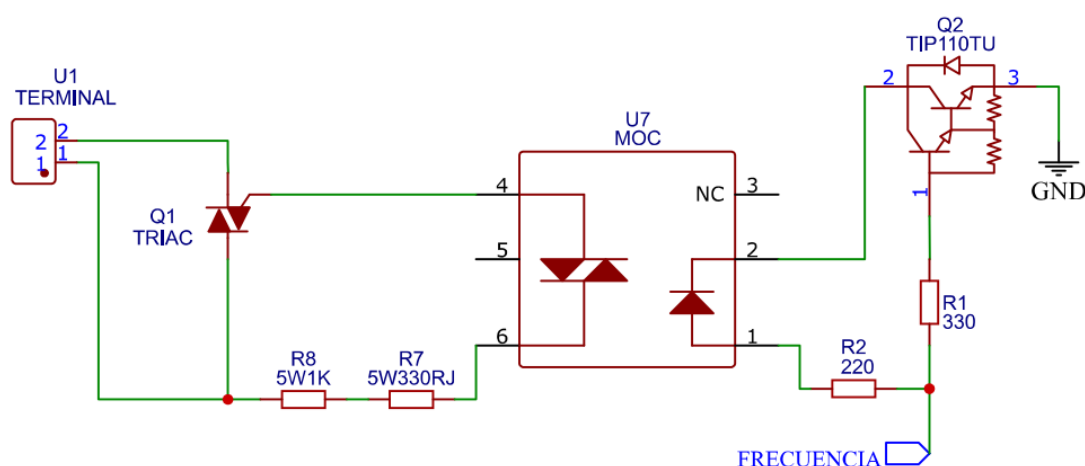 U1
TERMINAL
2
1
2
1
Q1
TRIAC
R8
5W1K
R7
5W330RJ
U7
MOC
4
5
6
NC
3
2
1
Q2
TIP110TU
2
3
1
GND
R1
330
R2
220
FRECUENCIA